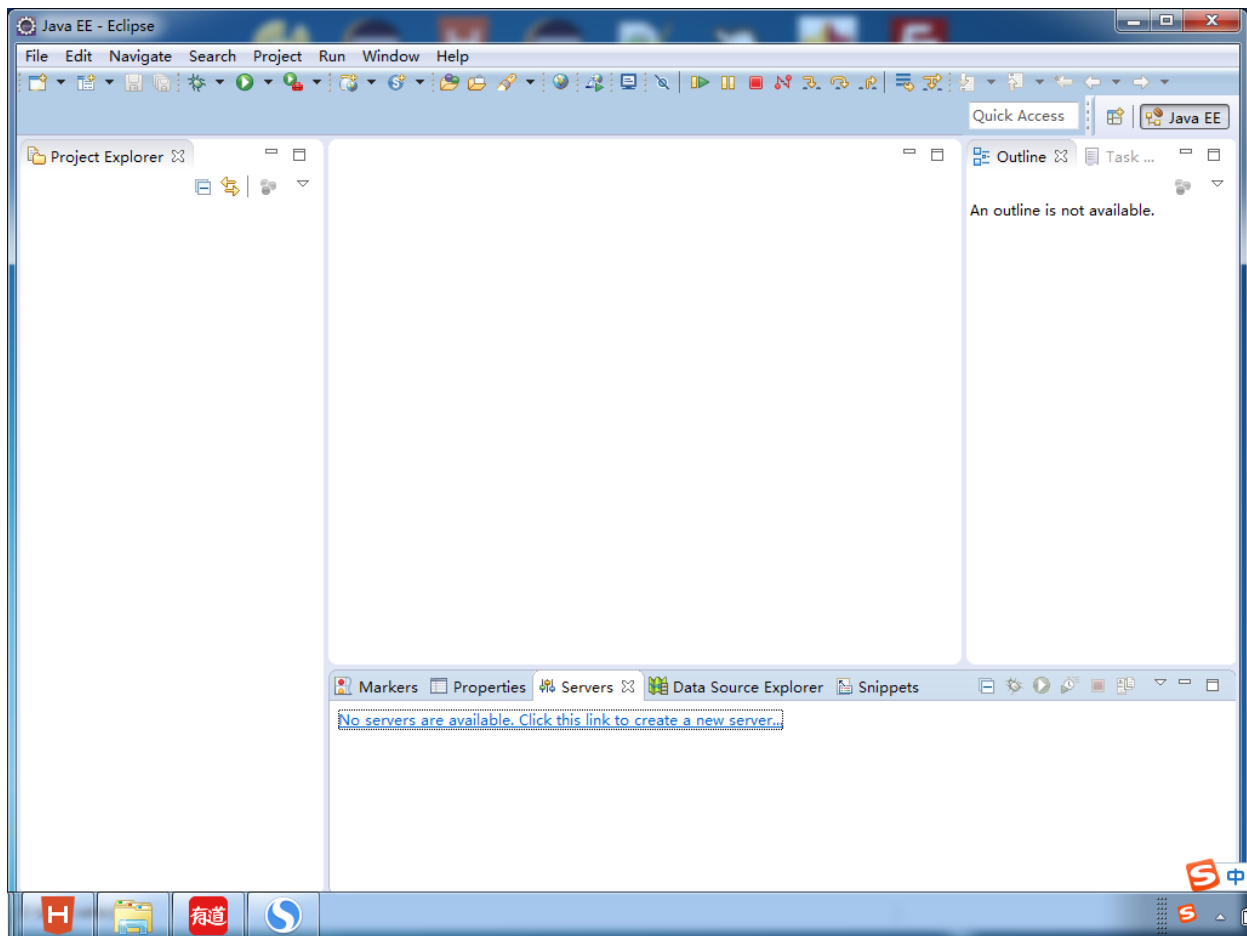 Java EE - Eclipse
File Edit Navigate Search Project Run Window Help
Quick Access Java EE
Project Explorer
Outline Task ...
An outline is not available.
Markers Properties Servers Data Source Explorer Snippets
No servers are available. Click this link to create a new server...
S 中
H 有道 S S